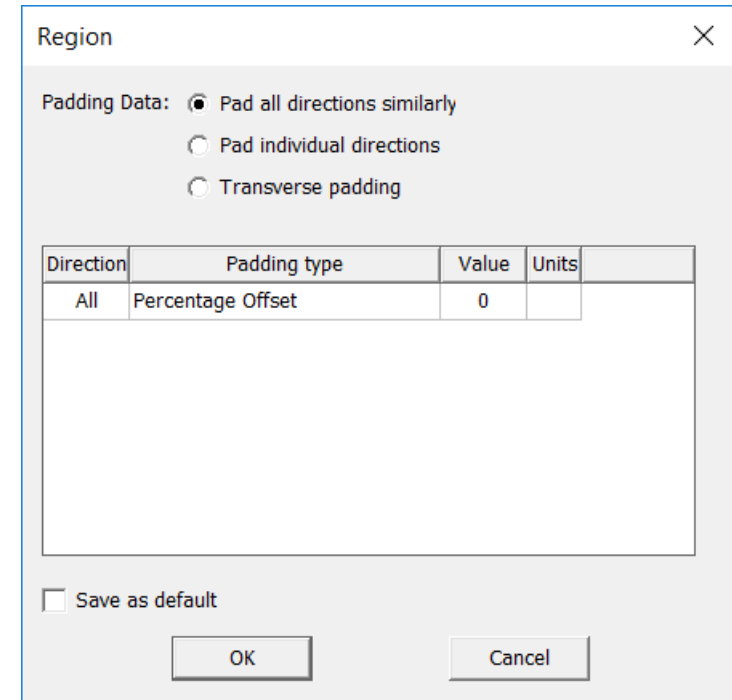 Region
Padding Data: Pad all directions similarly
Pad individual directions
Transverse padding
Direction Padding type Value Units
All Percentage Offset 0
Save as default
OK Cancel